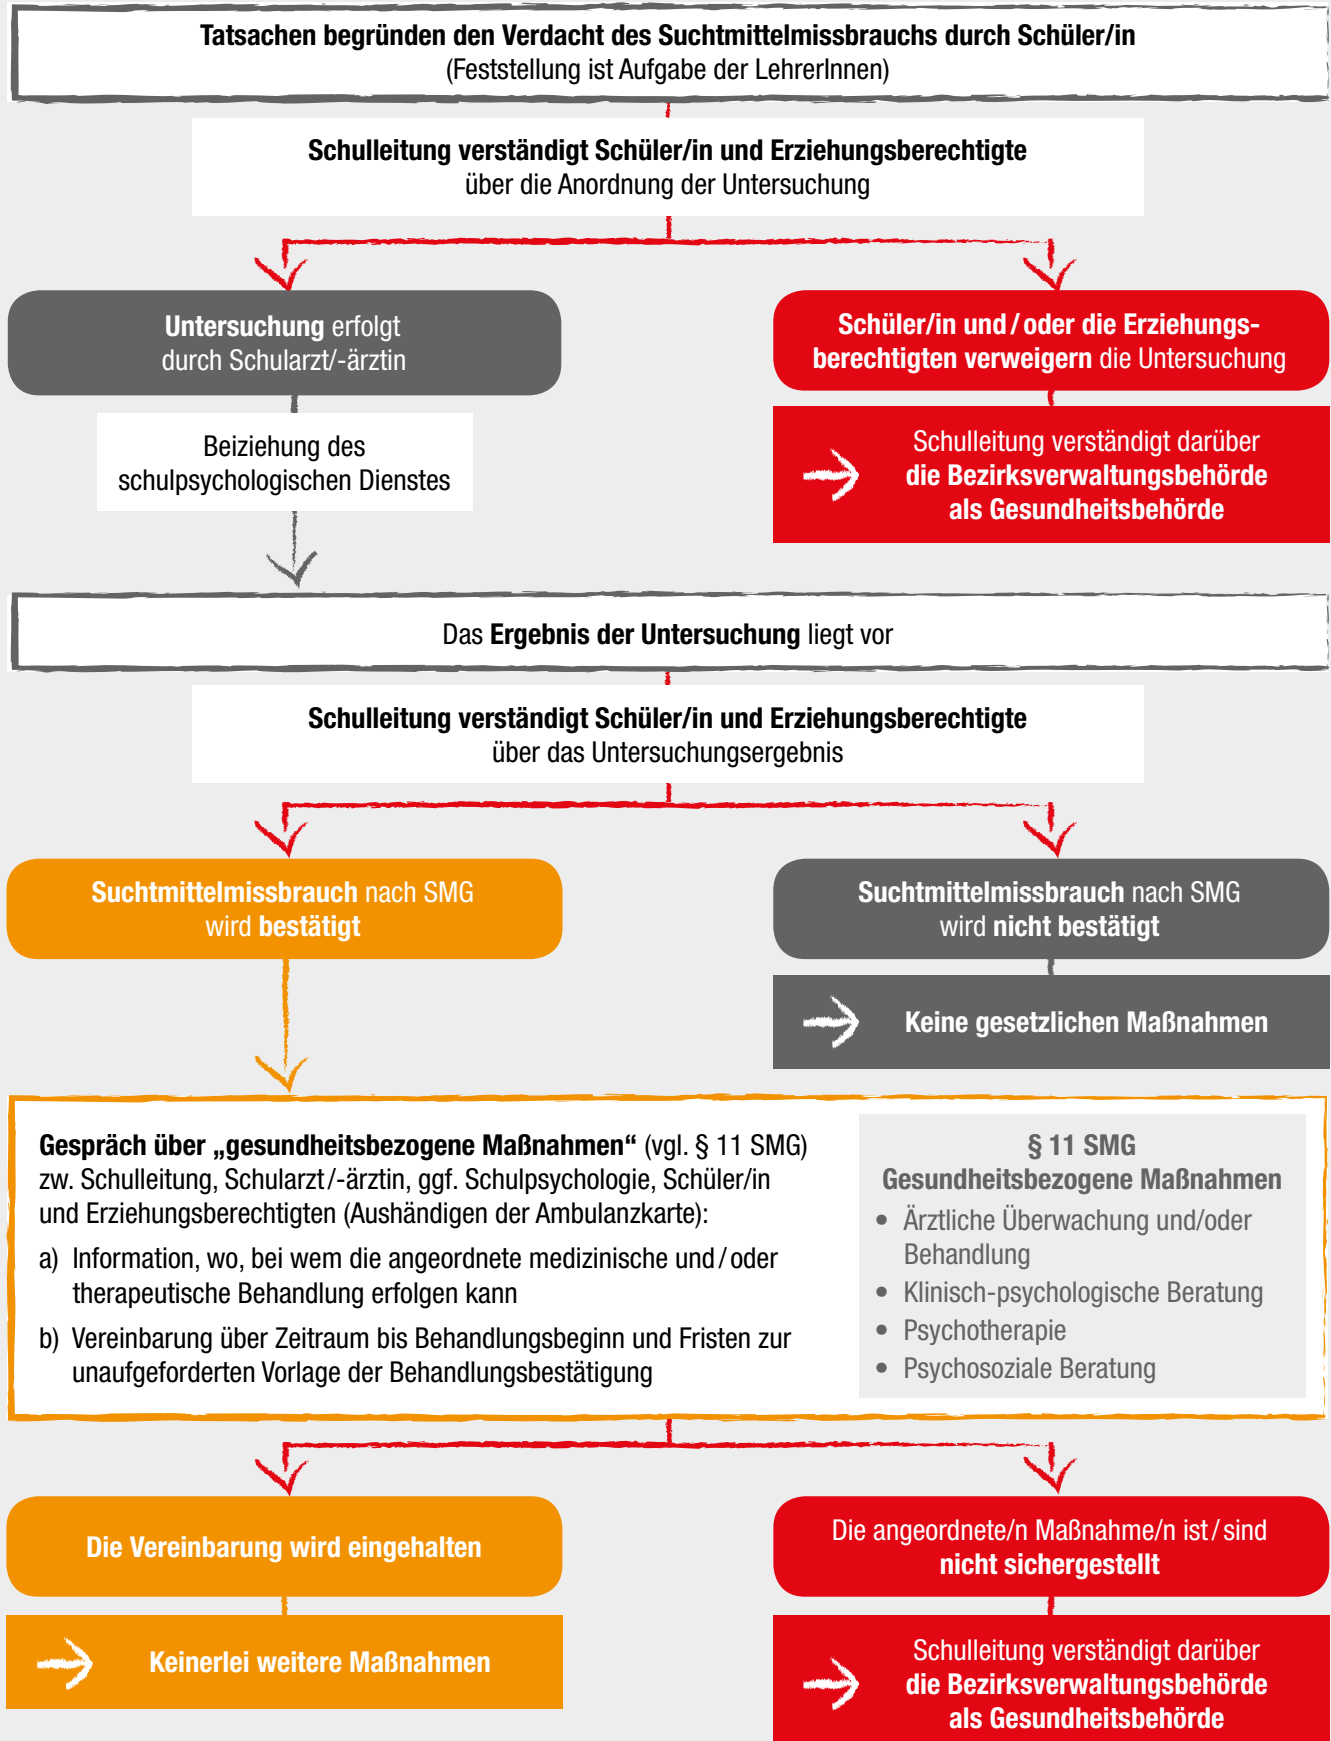 Tatsachen begründen den Verdacht des Suchtmittelmissbrauchs durch Schüler/in
(Feststellung ist Aufgabe der LehrerInnen)
Schulleitung verständigt Schüler/in und Erziehungsberechtigte
über die Anordnung der Untersuchung
Untersuchung erfolgt
durch Schularzt/-ärztin
Schüler/in und/oder die Erziehungs-
berechtigten verweigern die Untersuchung
Beiziehung des
schulpsychologischen Dienstes
Schulleitung verständigt darüber
die Bezirksverwaltungsbehörde
als Gesundheitsbehörde
Das Ergebnis der Untersuchung liegt vor
Schulleitung verständigt Schüler/in und Erziehungsberechtigte
über das Untersuchungsergebnis
Suchtmittelmissbrauch nach SMG
wird bestätigt
Suchtmittelmissbrauch nach SMG
wird nicht bestätigt
Keine gesetzlichen Maßnahmen
Gespräch über „gesundheitsbezogene Maßnahmen“ (vgl. § 11 SMG)
zw. Schulleitung, Schularzt/-ärztin, ggf. Schulpsychologie, Schüler/in
und Erziehungsberechtigten (Aushändigen der Ambulanzkarte):
a) Information, wo, bei wem die angeordnete medizinische und/oder
therapeutische Behandlung erfolgen kann
b) Vereinbarung über Zeitraum bis Behandlungsbeginn und Fristen zur
unaufgeforderten Vorlage der Behandlungsbestätigung
§ 11 SMG
Gesundheitsbezogene Maßnahmen
• Ärztliche Überwachung und/oder
Behandlung
• Klinisch-psychologische Beratung
• Psychotherapie
• Psychosoziale Beratung
Die Vereinbarung wird eingehalten
Die angeordnete/n Maßnahme/n ist/sind
nicht sichergestellt
Keinerlei weitere Maßnahmen
Schulleitung verständigt darüber
die Bezirksverwaltungsbehörde
als Gesundheitsbehörde